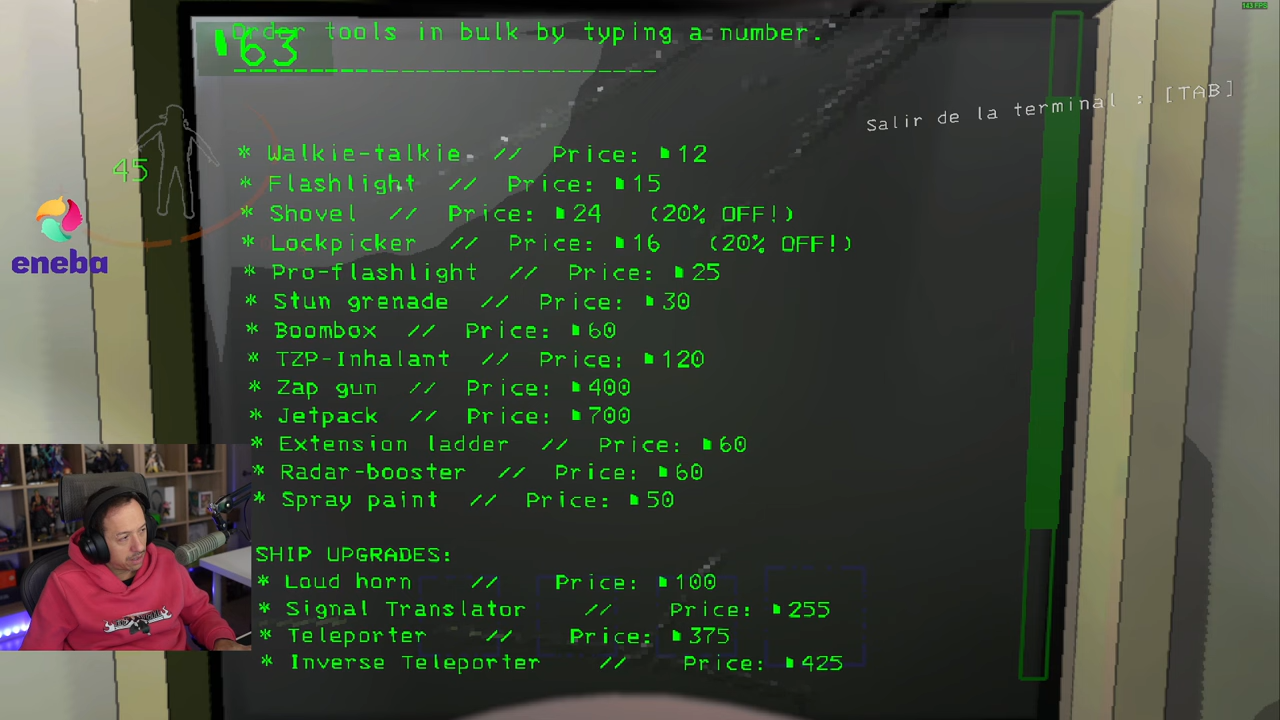 143 FPS
Order tools in bulk by typing a number.
63
Salir de la terminal : [TAB]
45
eneba
* Walkie-talkie // Price: 12
* Flashlight // Price: 15
* Shovel // Price: 24 (20% OFF!)
* Lockpicker // Price: 16 (20% OFF!)
* Pro-flashlight // Price: 25
* Stun grenade // Price: 30
* Boombox // Price: 60
* TZP-Inhalant // Price: 120
* Zap gun // Price: 400
* Jetpack // Price: 700
* Extension ladder // Price: 60
* Radar-booster // Price: 60
* Spray paint // Price: 50
SHIP UPGRADES:
* Loud horn // Price: 100
* Signal Translator // Price: 255
* Teleporter // Price: 375
* Inverse Teleporter // Price: 425